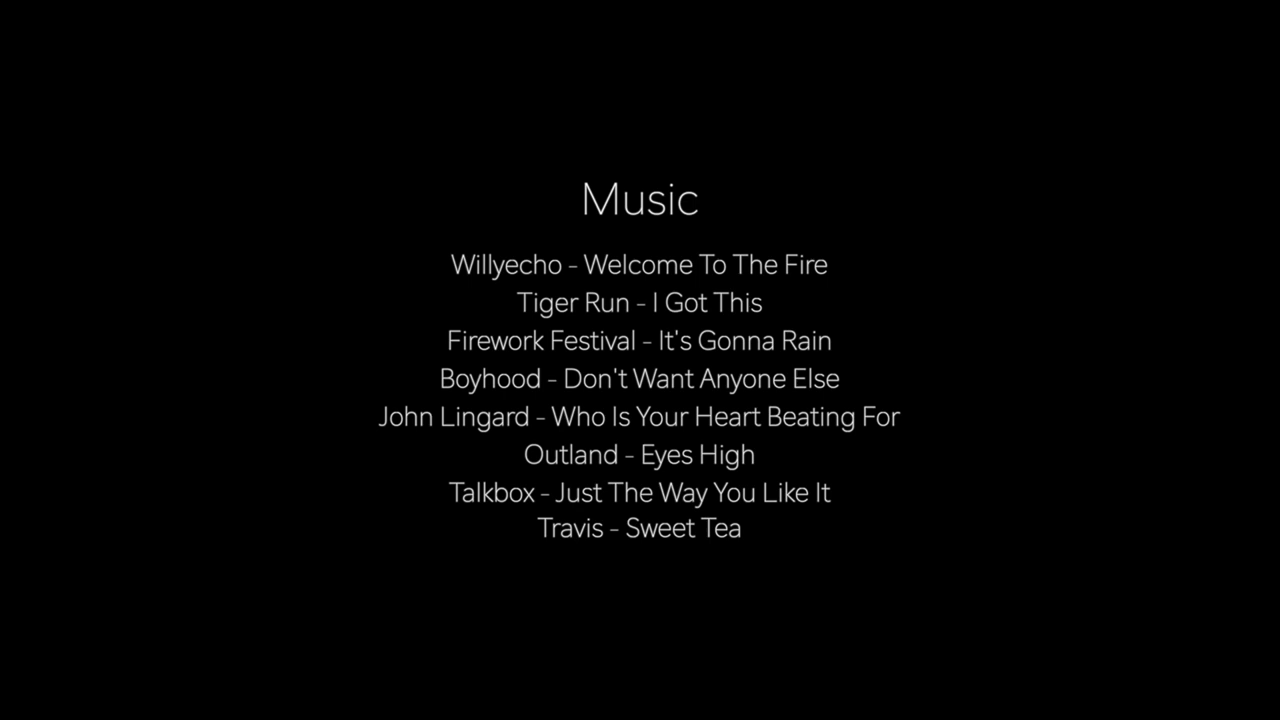 Music
Willyecho - Welcome To The Fire
Tiger Run - I Got This
Firework Festival - It's Gonna Rain
Boyhood - Don't Want Anyone Else
John Lingard - Who Is Your Heart Beating For
Outland - Eyes High
Talkbox - Just The Way You Like It
Travis - Sweet Tea